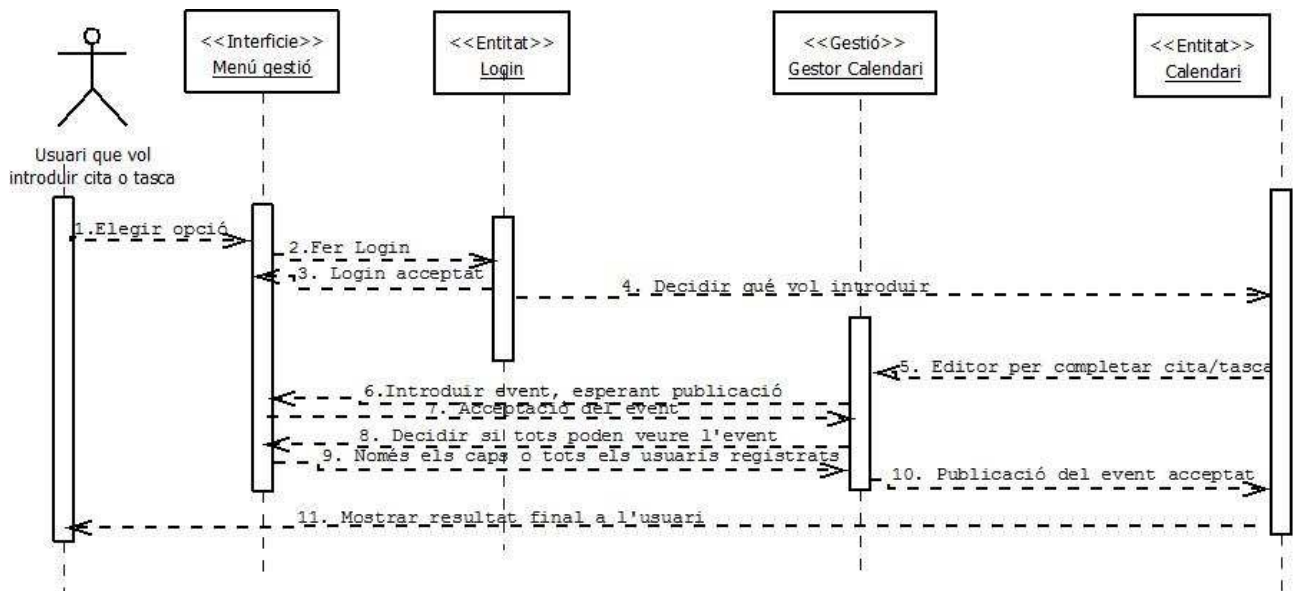 <<Interficie>>
Menú gestió
<<Entitat>>
Login
<<Gestió>>
Gestor Calendari
<<Entitat>>
Calendari
Usuari que vol
introduir cita o tasca
1.Elegir opció
2.Fer Login
3. Login acceptat
4. Decidir qué vol introduir
5. Editor per completar cita/tasca
6.Introduir event, esperant publicació
7. Acceptació del event
8. Decidir si tots poden veure l'event
9. Només els caps o tots els usuaris registrats
10. Publicació del event acceptat
11. Mostrar resultat final a l'usuari